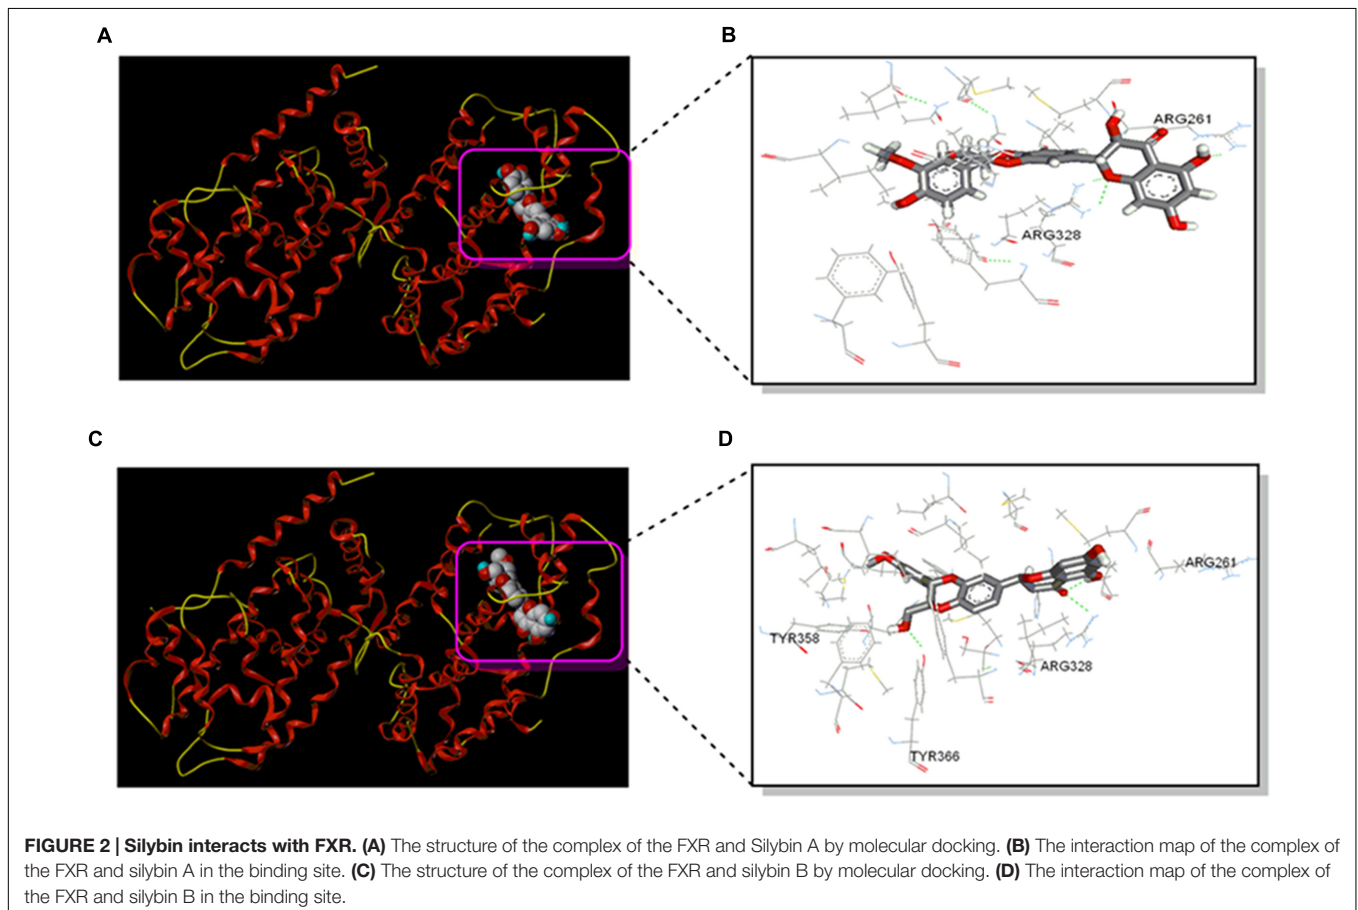 A
B
ARG261
ARG328
C
D
ARG261
TYR358
ARG328
TYR366
FIGURE 2 | Silybin interacts with FXR. (A) The structure of the complex of the FXR and Silybin A by molecular docking. (B) The interaction map of the complex of
the FXR and silybin A in the binding site. (C) The structure of the complex of the FXR and silybin B by molecular docking. (D) The interaction map of the complex of
the FXR and silybin B in the binding site.